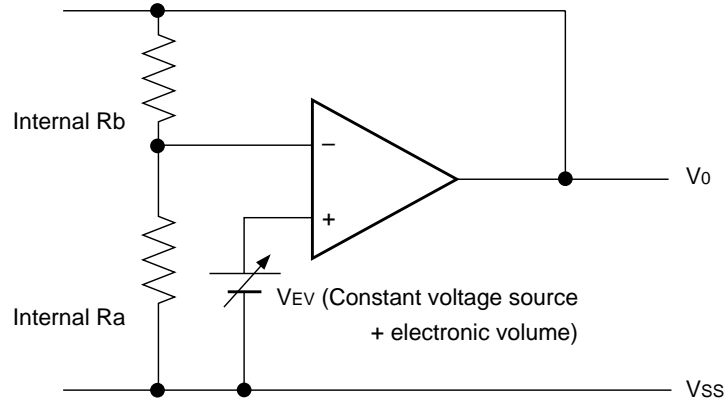 Internal Rb
−
V0
+
VEV (Constant voltage source
+ electronic volume)
Internal Ra
VSS